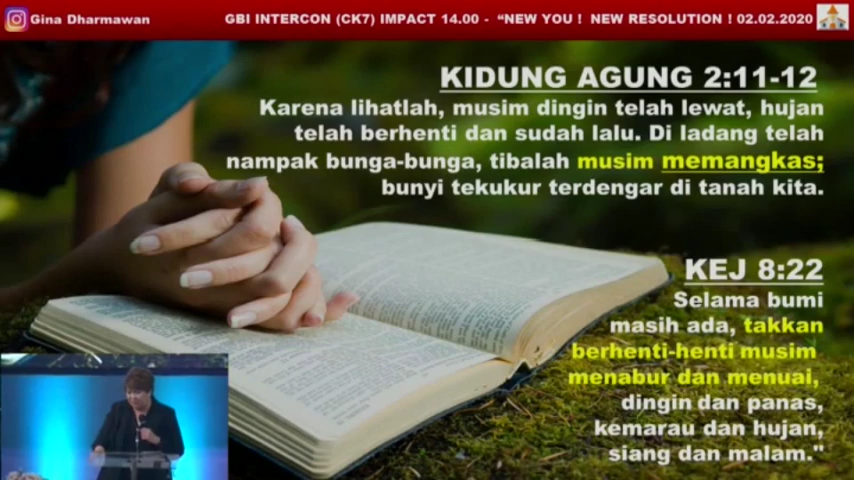 Gina Dharmawan
GBI INTERCON (CK7) IMPACT 14.00 - “NEW YOU ! NEW RESOLUTION ! 02.02.2020
KIDUNG AGUNG 2:11-12
Karena lihatlah, musim dingin telah lewat, hujan
telah berhenti dan sudah lalu. Di ladang telah
nampak bunga-bunga, tibalah musim memangkas;
bunyi tekukur terdengar di tanah kita.
KEJ 8:22
Selama bumi
masih ada, takkan
berhenti-henti musim
menabur dan menuai,
dingin dan panas,
kemarau dan hujan,
siang dan malam."